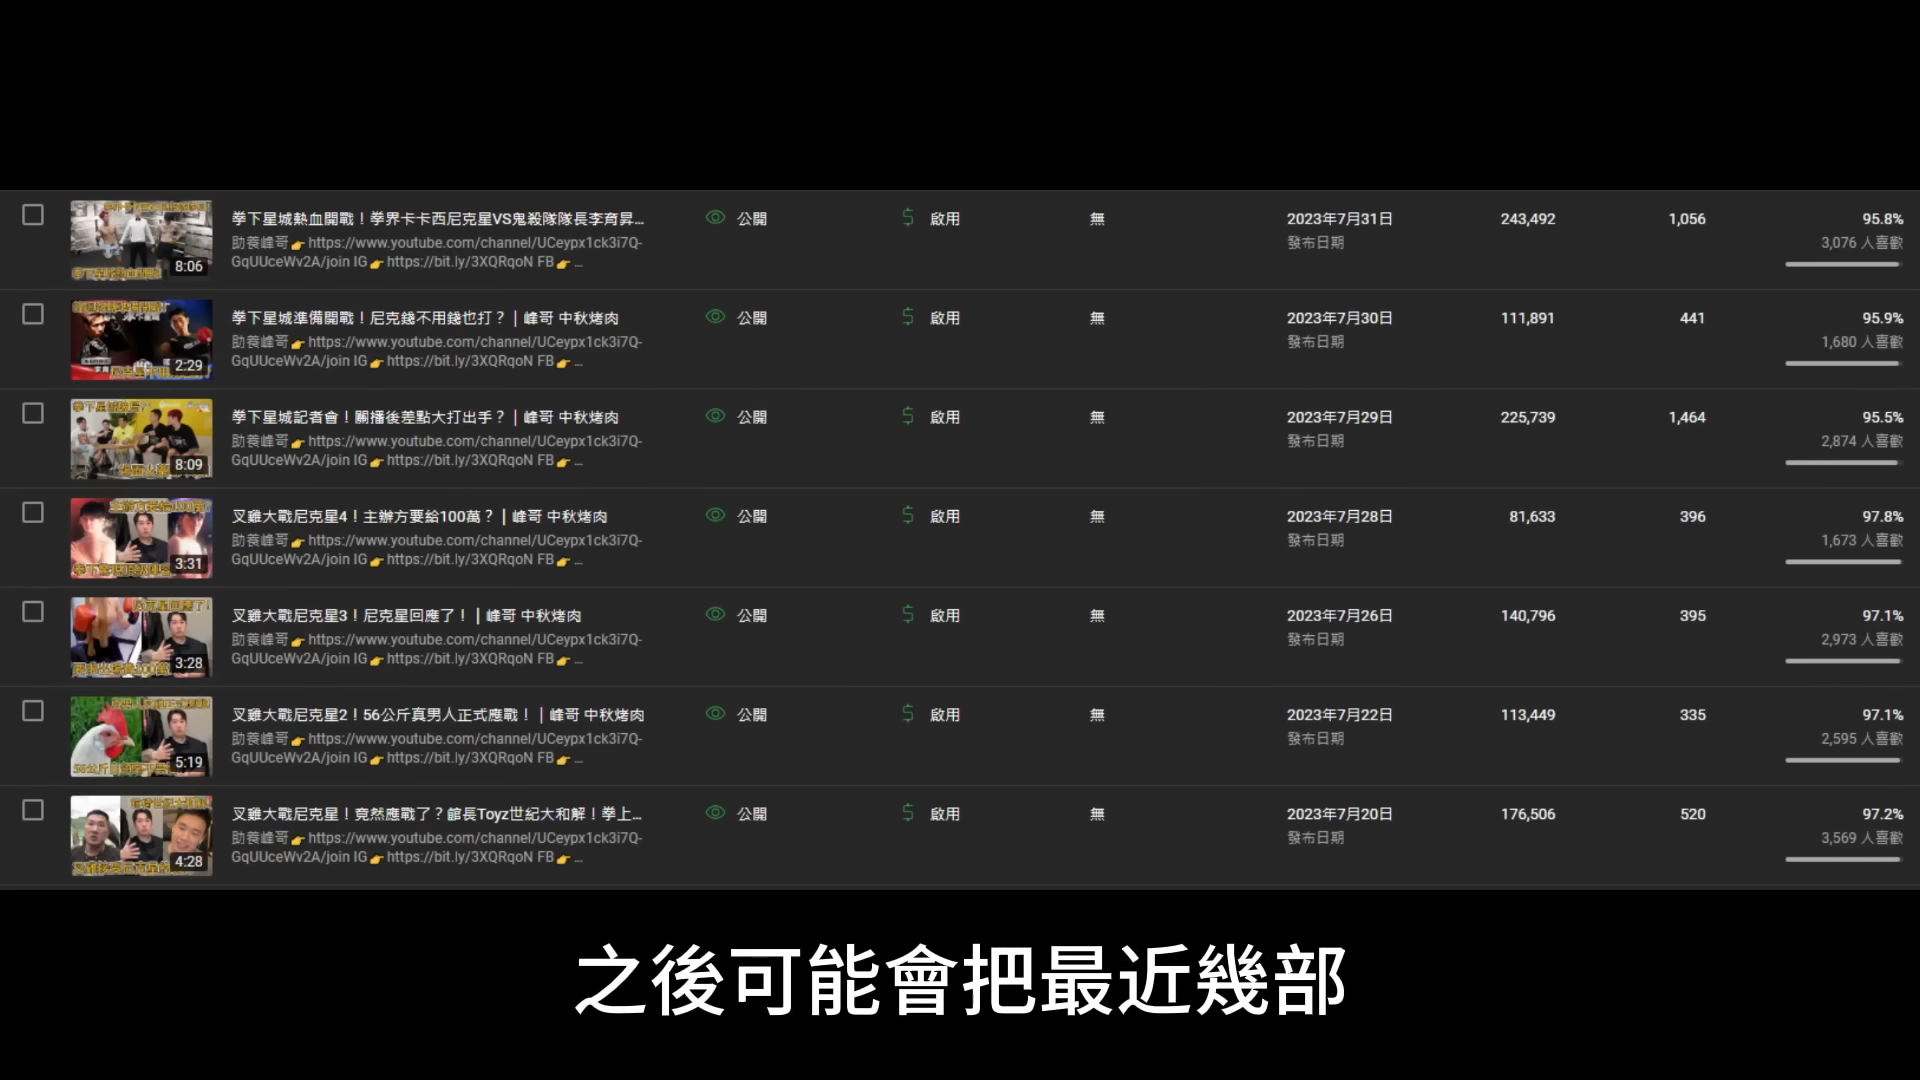 拳下星城熱血開戰！拳界卡卡西尼克星VS鬼殺隊隊長李育昇...
助養峰哥👉https://www.youtube.com/channel/UCeypx1ck3i7Q-
GqUUceWv2A/join IG👉https://bit.ly/3XQRqoN FB👉...
8:06
公開
啟用
無
2023年7月31日
發布日期
243,492
1,056
95.8%
3,076 人喜歡
拳下星城準備開戰！尼克錢不用錢也打？｜峰哥 中秋烤肉
助養峰哥👉https://www.youtube.com/channel/UCeypx1ck3i7Q-
GqUUceWv2A/join IG👉https://bit.ly/3XQRqoN FB👉...
2:29
公開
啟用
無
2023年7月30日
發布日期
111,891
441
95.9%
1,680 人喜歡
拳下星城記者會！關播後差點大打出手？｜峰哥 中秋烤肉
助養峰哥👉https://www.youtube.com/channel/UCeypx1ck3i7Q-
GqUUceWv2A/join IG👉https://bit.ly/3XQRqoN FB👉...
8:09
公開
啟用
無
2023年7月29日
發布日期
225,739
1,464
95.5%
2,874 人喜歡
叉雞大戰尼克星4！主辦方要給100萬？｜峰哥 中秋烤肉
助養峰哥👉https://www.youtube.com/channel/UCeypx1ck3i7Q-
GqUUceWv2A/join IG👉https://bit.ly/3XQRqoN FB👉...
3:31
公開
啟用
無
2023年7月28日
發布日期
81,633
396
97.8%
1,673 人喜歡
叉雞大戰尼克星3！尼克星回應了！｜峰哥 中秋烤肉
助養峰哥👉https://www.youtube.com/channel/UCeypx1ck3i7Q-
GqUUceWv2A/join IG👉https://bit.ly/3XQRqoN FB👉...
3:28
公開
啟用
無
2023年7月26日
發布日期
140,796
395
97.1%
2,973 人喜歡
叉雞大戰尼克星2！56公斤真男人正式應戰！｜峰哥 中秋烤肉
助養峰哥👉https://www.youtube.com/channel/UCeypx1ck3i7Q-
GqUUceWv2A/join IG👉https://bit.ly/3XQRqoN FB👉...
5:19
公開
啟用
無
2023年7月22日
發布日期
113,449
335
97.1%
2,595 人喜歡
叉雞大戰尼克星！竟然應戰了？館長Toyz世紀大和解！拳上...
助養峰哥👉https://www.youtube.com/channel/UCeypx1ck3i7Q-
GqUUceWv2A/join IG👉https://bit.ly/3XQRqoN FB👉...
4:28
公開
啟用
無
2023年7月20日
發布日期
176,506
520
97.2%
3,569 人喜歡
之後可能會把最近幾部